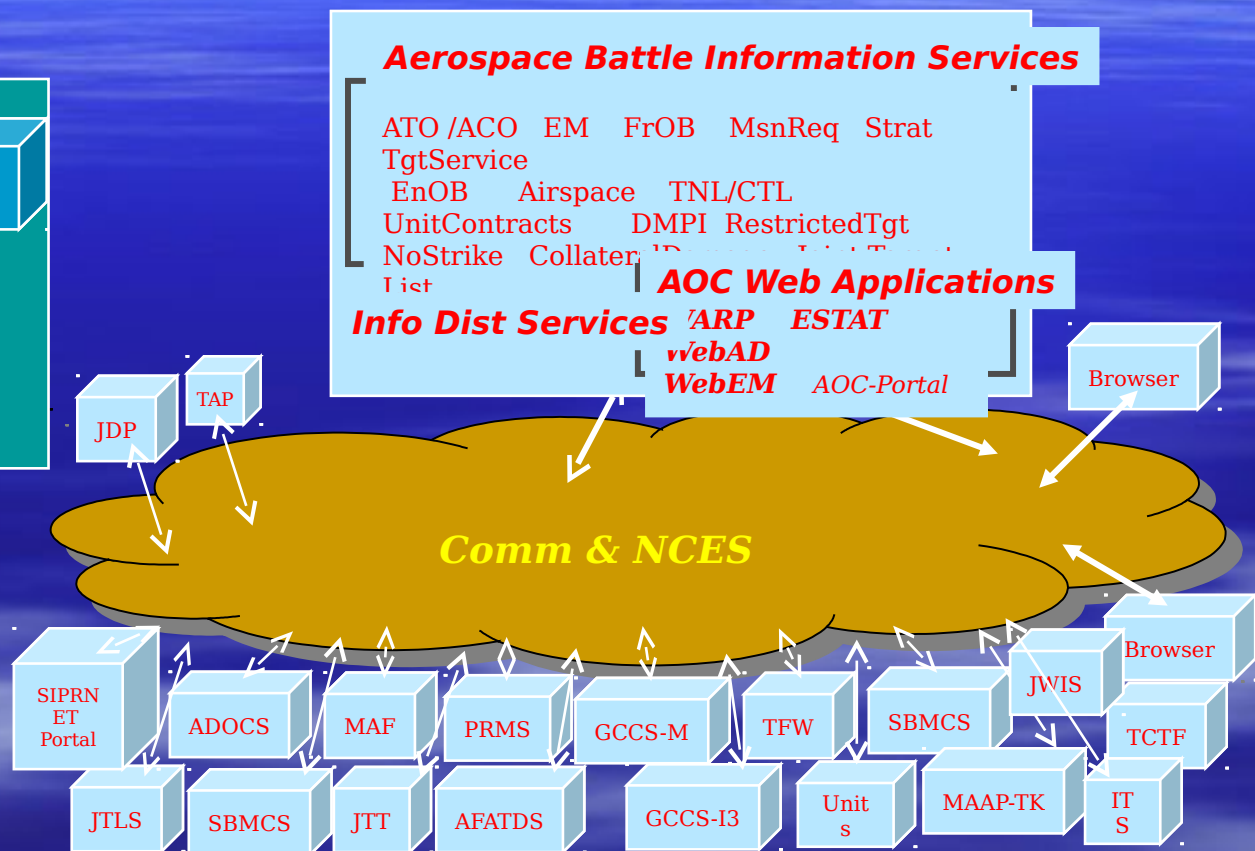 Aerospace Battle Information Services
ATO /ACO EM FrOB MsnReq Strat
TgtService
EnOB Airspace TNL/CTL
UnitContracts DMPI RestrictedTgt
NoStrike
List
AOC Web Applications
Info Dist Services
ESTAT
WebAD
WebEM AOC-Portal
Browser
TAP
JDP
Comm & NCES
Browser
SIPRN
ET
Portal
ADOCS
MAF
PRMS
GCCS-M
TFW
SBMCS
JWIS
TCTF
JTLS
SBMCS
JTT
AFATDS
GCCS-I3
Unit
s
MAAP-TK
IT
S